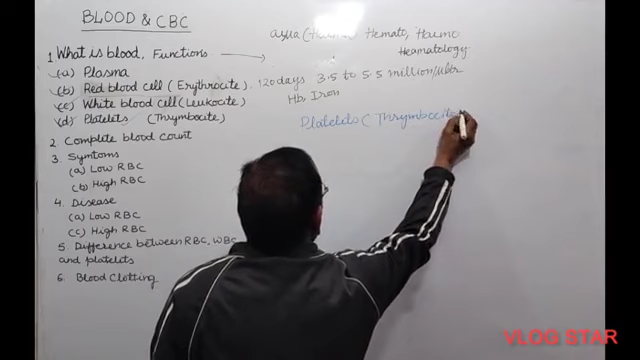 BLOOD & CBC
1 What is blood, Functions
(a) Plasma
(b) Red blood cell (Erythrocite).
(c) White blood cell (Leukocite)
(d) Platelets (Thrymbocite)
2 Complete blood count
3. Symtoms
(a) Low RBC
(b) High RBC
4. Disease
(a) Low RBC
(c) High RBC
5. Difference between RBC, WBC
and platelets
6. Blood Clotting
Hemato, Haemo
Heamatology
120 days 3.5 to 5.5 million/
Hb Iron
Platelets (Thrymbocite
VLOG STAR